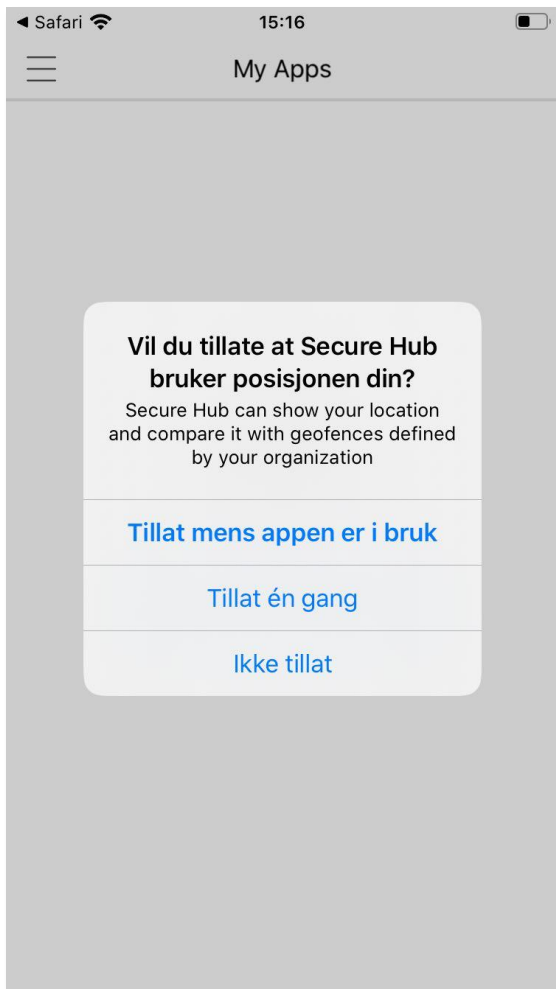 ◀ Safari 15:16
My Apps
Vil du tillate at Secure Hub
bruker posisjonen din?
Secure Hub can show your location
and compare it with geofences defined
by your organization
Tillat mens appen er i bruk
Tillat én gang
Ikke tillat